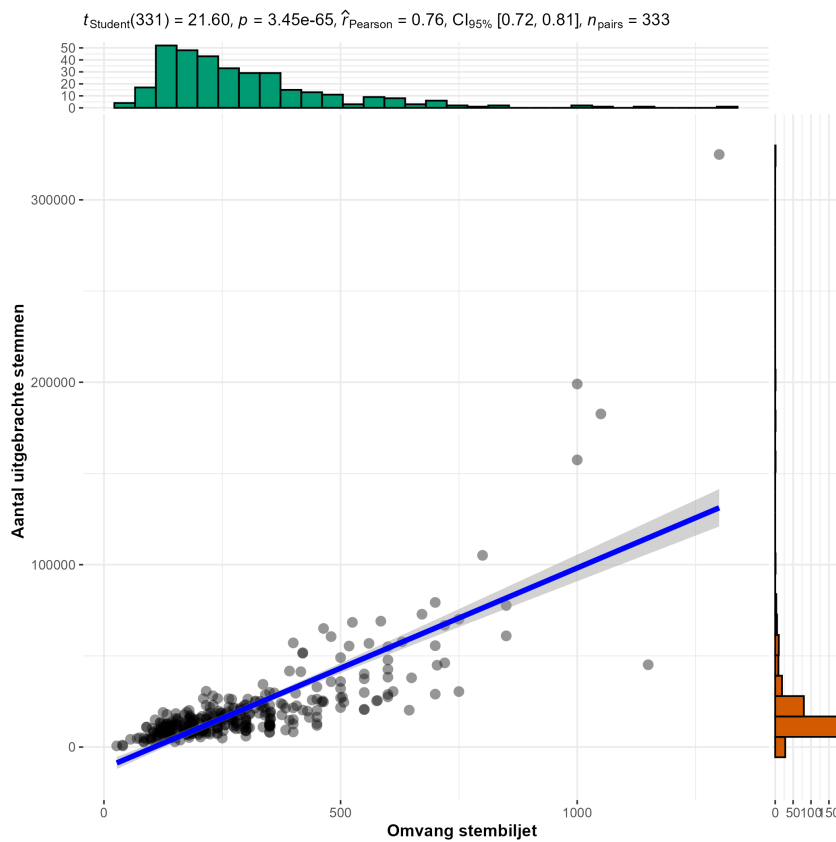 tStudent(331) = 21.60, p = 3.45e-65, r̂Pearson = 0.76, CI95% [0.72, 0.81], npairs = 333
50
40
30
20
10
0
300000
200000
100000
0
Aantal uitgebrachte stemmen
0 500 1000
0 50 100 150
Omvang stembiljet